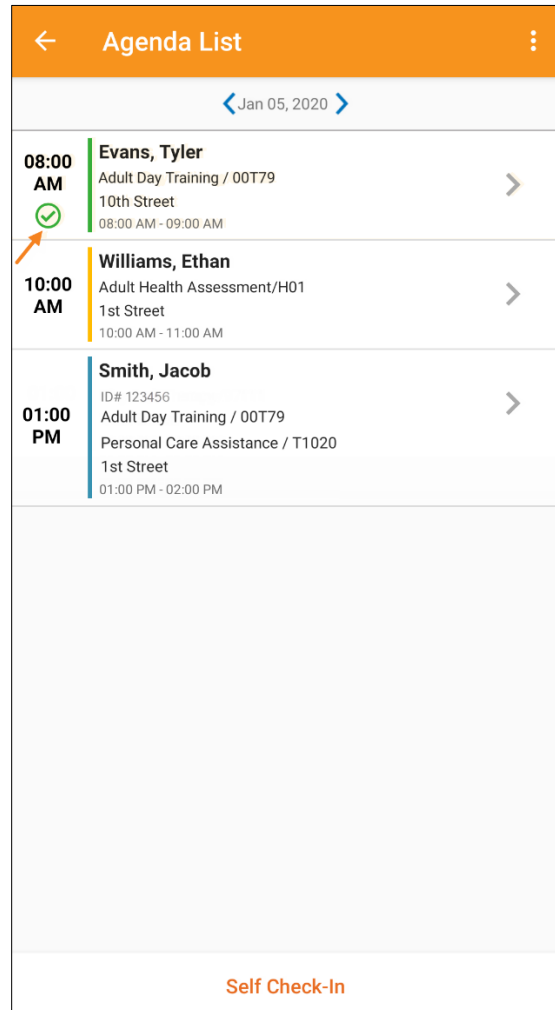 Agenda List
Jan 05, 2020
08:00
AM
Evans, Tyler
Adult Day Training / 00T79
10th Street
08:00 AM - 09:00 AM
10:00
AM
Williams, Ethan
Adult Health Assessment/H01
1st Street
10:00 AM - 11:00 AM
01:00
PM
Smith, Jacob
ID# 123456
Adult Day Training / 00T79
Personal Care Assistance / T1020
1st Street
01:00 PM - 02:00 PM
Self Check-In